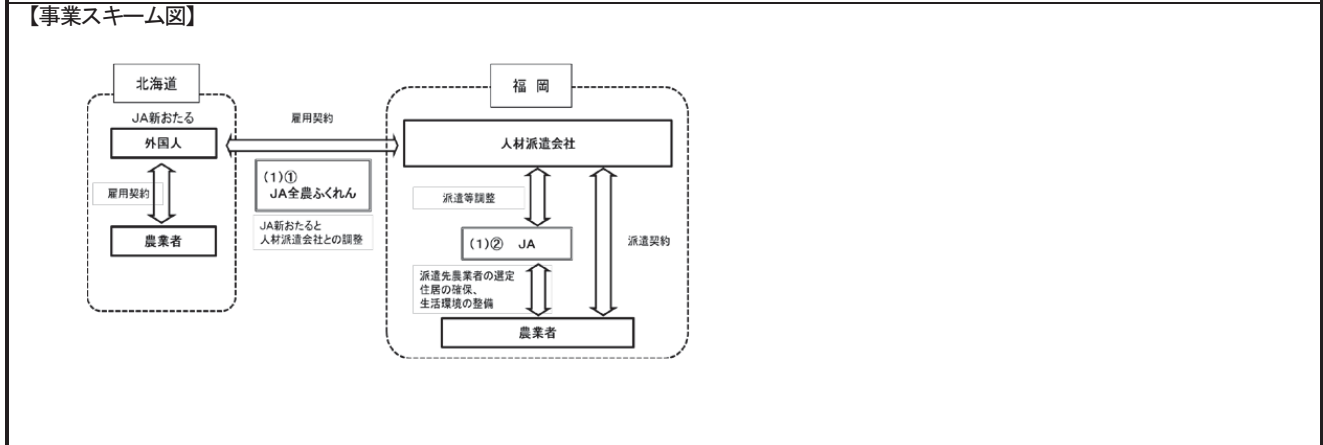 【事業スキーム図】
北海道
福 岡
JA新おたる
外国人
雇用契約
人材派遣会社
(1)①
JA全農ふくれん
雇用契約
派遣等調整
JA新おたると
人材派遣会社との調整
農業者
(1)② JA
派遣契約
派遣先農業者の選定
住居の確保、
生活環境の整備
農業者